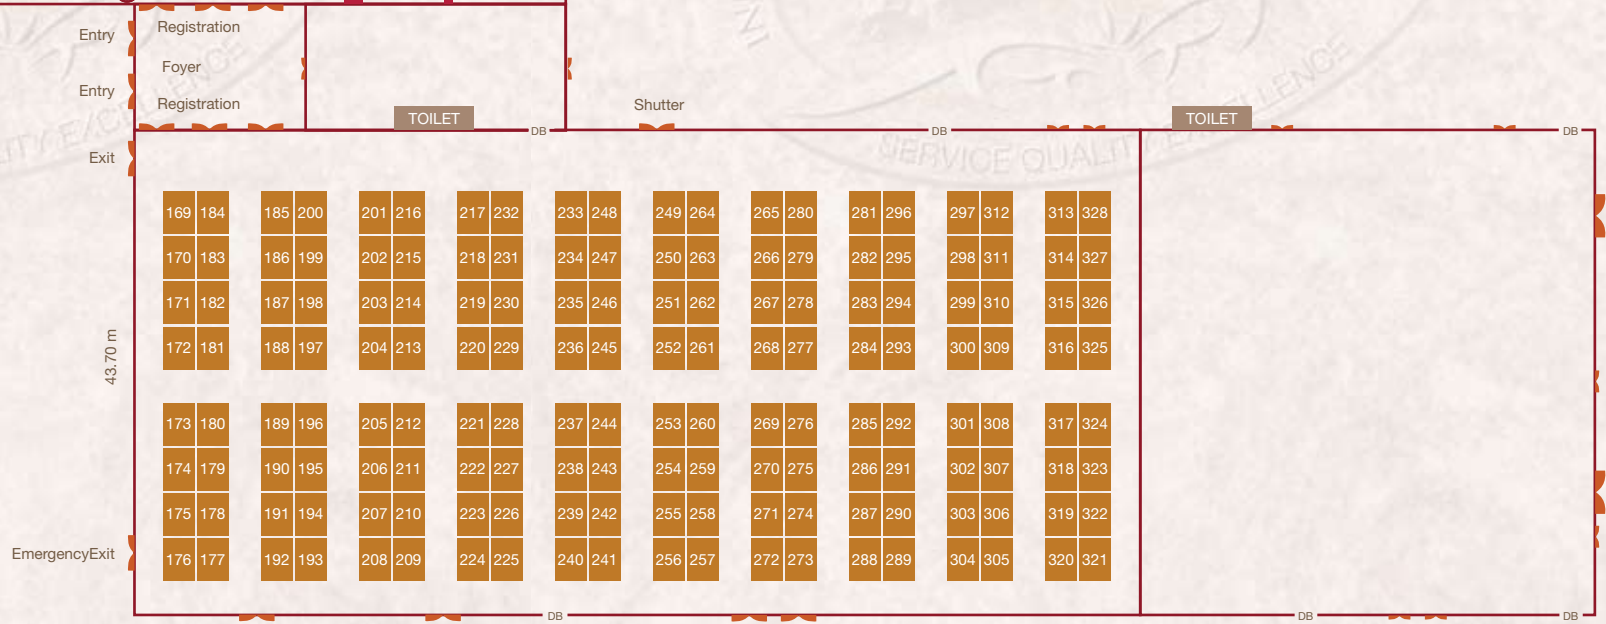 Entry
Registration
Foyer
Entry
Registration
TOILET
Shutter
TOILET
DB
DB
DB
Exit
SERVICE QUALITY EXCELLENCE
169 184 185 200 201 216 217 232 233 248 249 264 265 280 281 296 297 312 313 328
170 183 186 199 202 215 218 231 234 247 250 263 266 279 282 295 298 311 314 327
171 182 187 198 203 214 219 230 235 246 251 262 267 278 283 294 299 310 315 326
172 181 188 197 204 213 220 229 236 245 252 261 268 277 284 293 300 309 316 325
43.70 m
173 180 189 196 205 212 221 228 237 244 253 260 269 276 285 292 301 308 317 324
174 179 190 195 206 211 222 227 238 243 254 259 270 275 286 291 302 307 318 323
175 178 191 194 207 210 223 226 239 242 255 258 271 274 287 290 303 306 319 322
176 177 192 193 208 209 224 225 240 241 256 257 272 273 288 289 304 305 320 321
EmergencyExit
DB
DB
DB